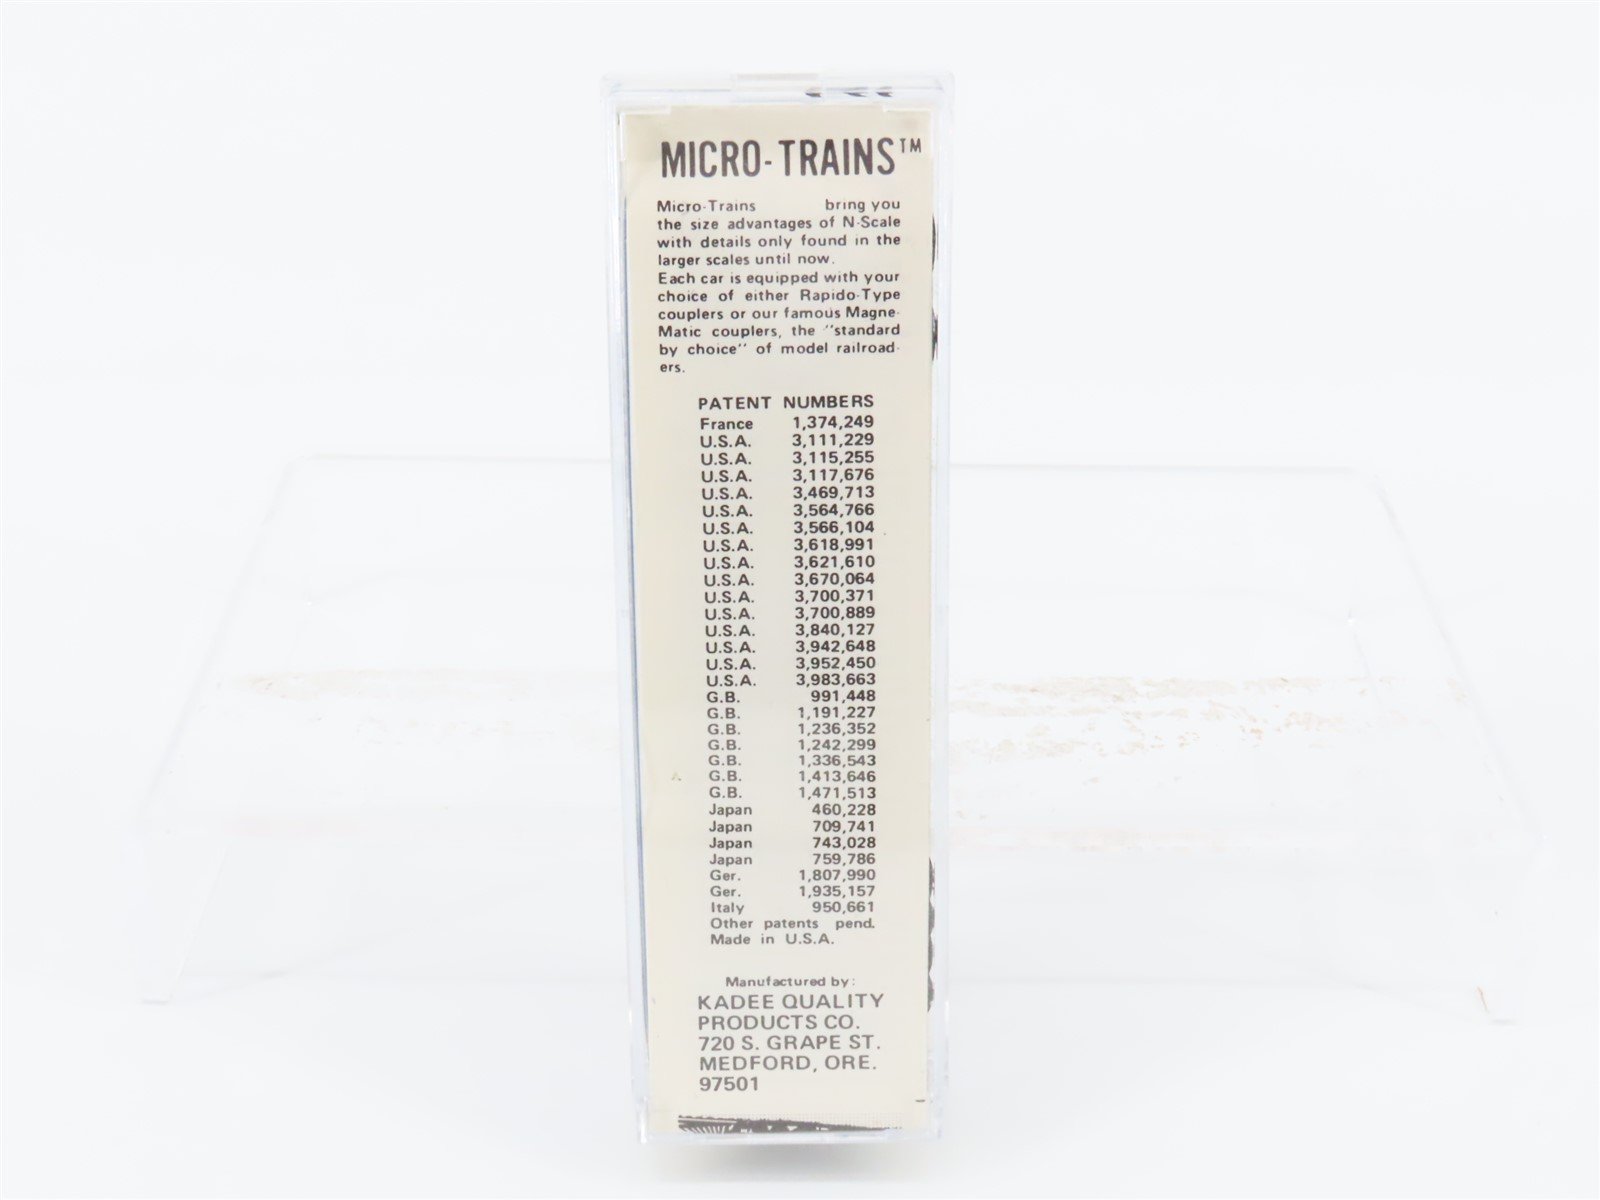 MICRO-TRAINS™
Micro-Trains bring you
the size advantages of N-Scale
with details only found in the
larger scales until now.
Each car is equipped with your
choice of either Rapido-Type
couplers or our famous Magne-
Matic couplers, the "standard
by choice" of model railroad-
ers.
PATENT NUMBERS
France 1,374,249
U.S.A. 3,111,229
U.S.A. 3,115,255
U.S.A. 3,117,676
U.S.A. 3,469,713
U.S.A. 3,564,766
U.S.A. 3,566,104
U.S.A. 3,618,991
U.S.A. 3,621,610
U.S.A. 3,670,064
U.S.A. 3,700,371
U.S.A. 3,700,889
U.S.A. 3,840,127
U.S.A. 3,942,648
U.S.A. 3,952,450
U.S.A. 3,983,663
G.B. 991,448
G.B. 1,191,227
G.B. 1,236,352
G.B. 1,242,299
G.B. 1,336,543
G.B. 1,413,646
G.B. 1,471,513
Japan 460,228
Japan 709,741
Japan 743,028
Japan 759,786
Ger. 1,807,990
Ger. 1,935,157
Italy 950,661
Other patents pend.
Made in U.S.A.
Manufactured by:
KADEE QUALITY
PRODUCTS CO.
720 S. GRAPE ST.
MEDFORD, ORE.
97501